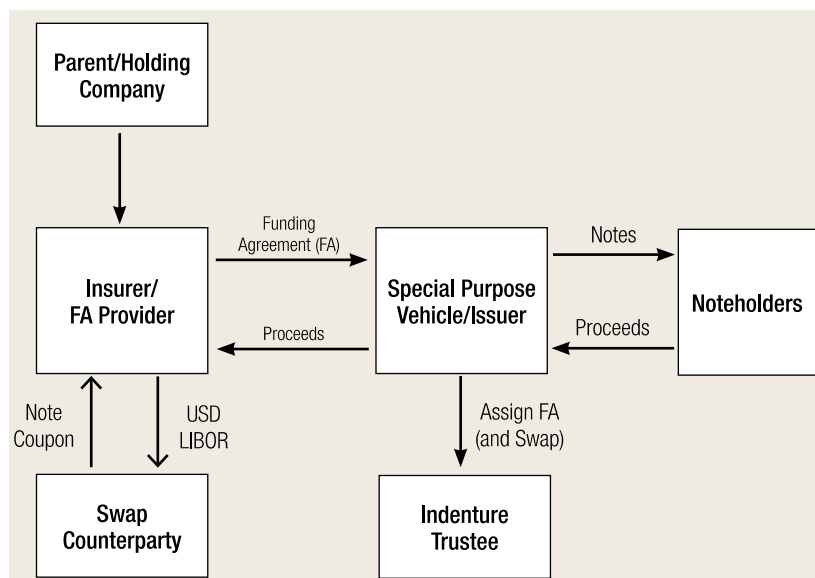 Parent/Holding
Company
Funding
Agreement (FA)
Notes
Insurer/
FA Provider
Special Purpose
Vehicle/Issuer
Noteholders
Proceeds
Proceeds
Note
Coupon
USD
LIBOR
Assign FA
(and Swap)
Swap
Counterparty
Indenture
Trustee